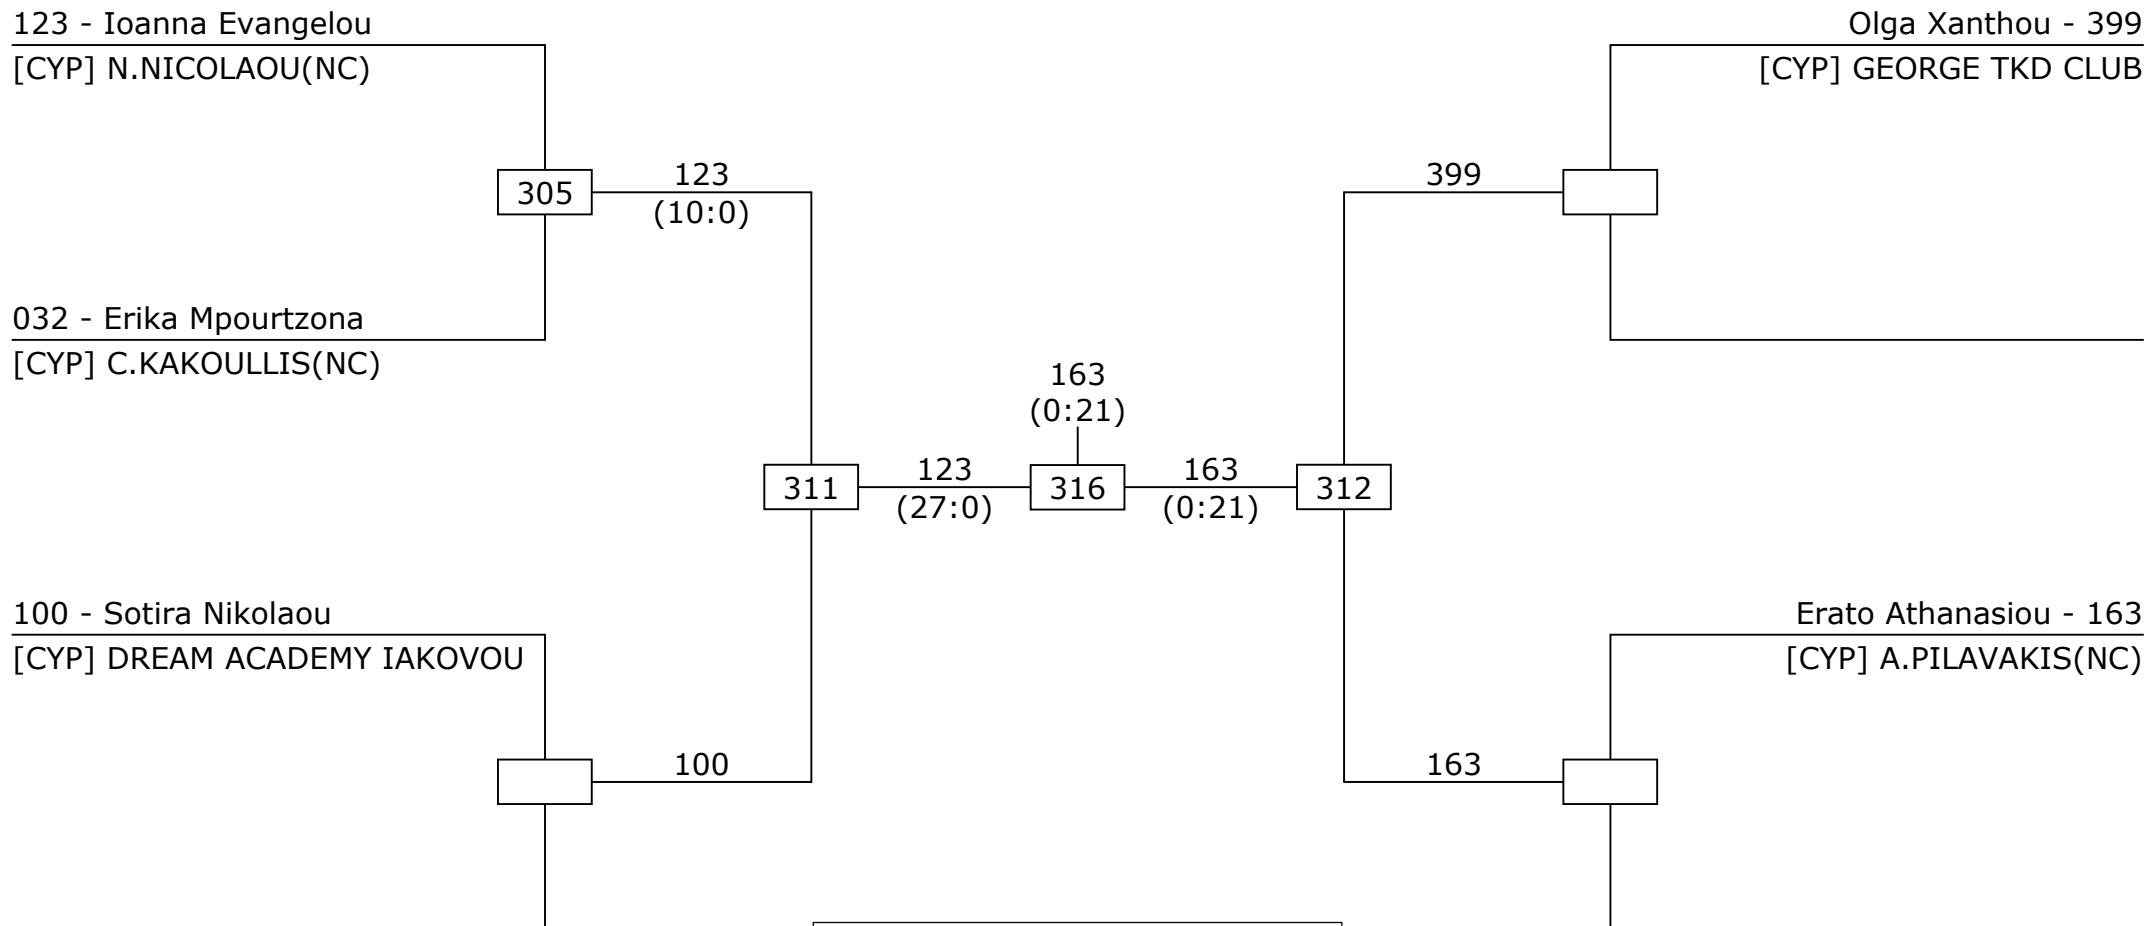 123 - Ioanna Evangelou
[CYP] N.NICOLAOU(NC)
Olga Xanthou - 399
[CYP] GEORGE TKD CLUB
305
123
(10:0)
399
032 - Erika Mpourtzona
[CYP] C.KAKOULLIS(NC)
163
(0:21)
311
123
(27:0)
316
163
(0:21)
312
100 - Sotira Nikolaou
[CYP] DREAM ACADEMY IAKOVOU
Erato Athanasiou - 163
[CYP] A.PILAVAKIS(NC)
100
163